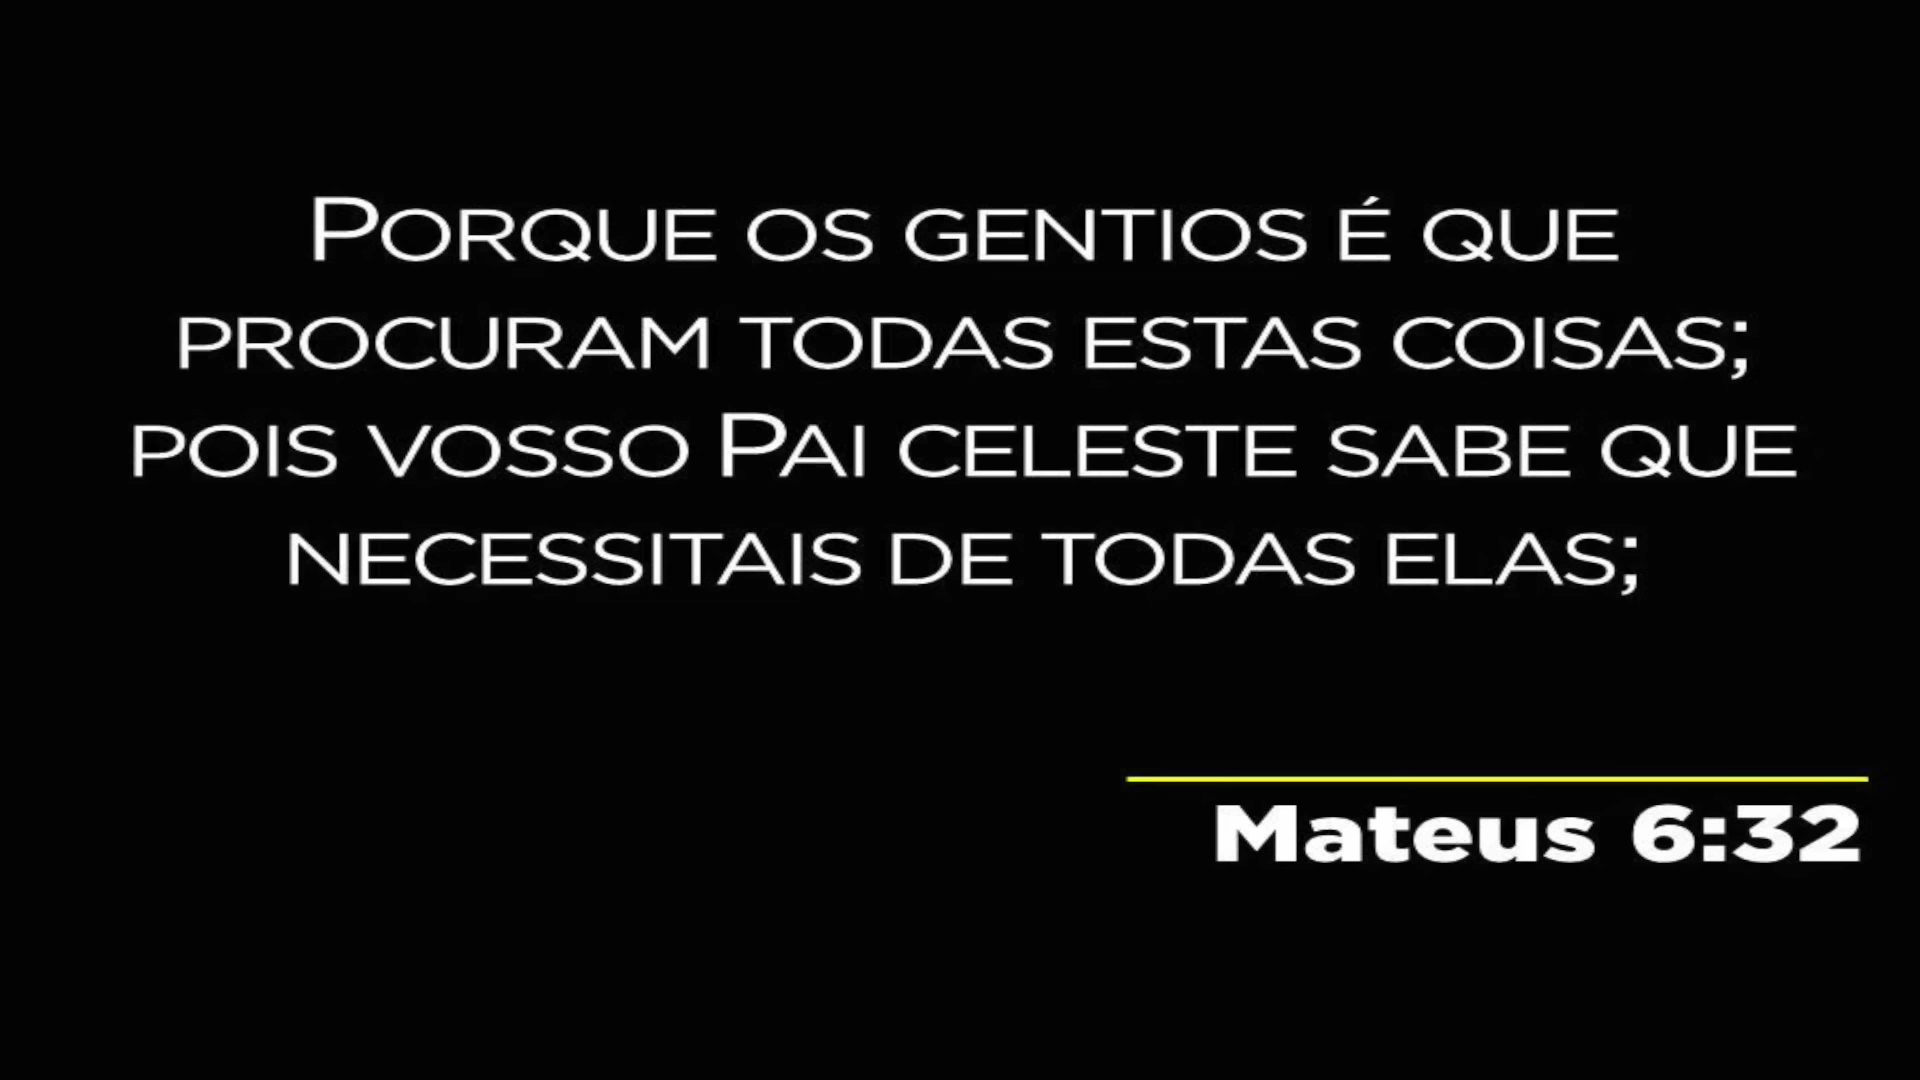 Porque os gentios é que
procuram todas estas coisas;
pois vosso Pai celeste sabe que
necessitais de todas elas;
Mateus 6:32